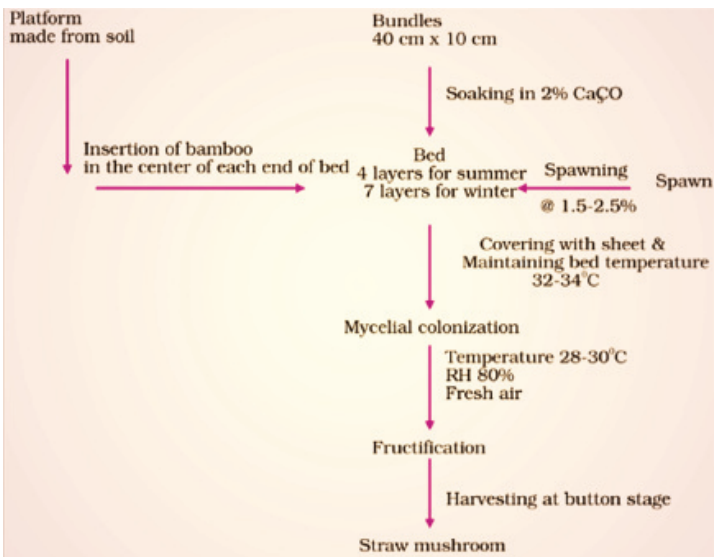 Platform
made from soil
Bundles
40 cm x 10 cm
Soaking in 2% CaÇO
Insertion of bamboo
in the center of each end of bed
Bed
4 layers for summer
7 layers for winter
Spawning
@ 1.5-2.5%
Spawn
Covering with sheet &
Maintaining bed temperature
32-34°C
Mycelial colonization
Temperature 28-30°C
RH 80%
Fresh air
Fructification
Harvesting at button stage
Straw mushroom